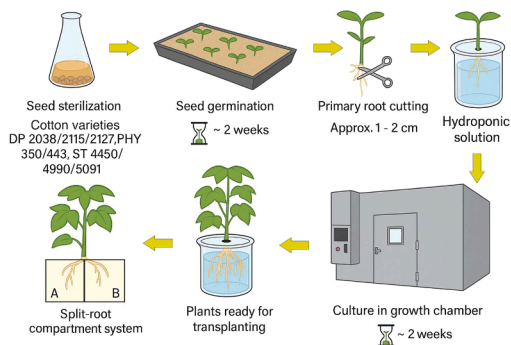 Seed sterilization
Cotton varieties
DP 2038/2115/2127,PHY
350/443, ST 4450/
4990/5091
Seed germination
~ 2 weeks
Primary root cutting
Approx. 1 - 2 cm
Hydroponic
solution
Culture in growth chamber
~ 2 weeks
Plants ready for
transplanting
A B
Split-root
compartment system